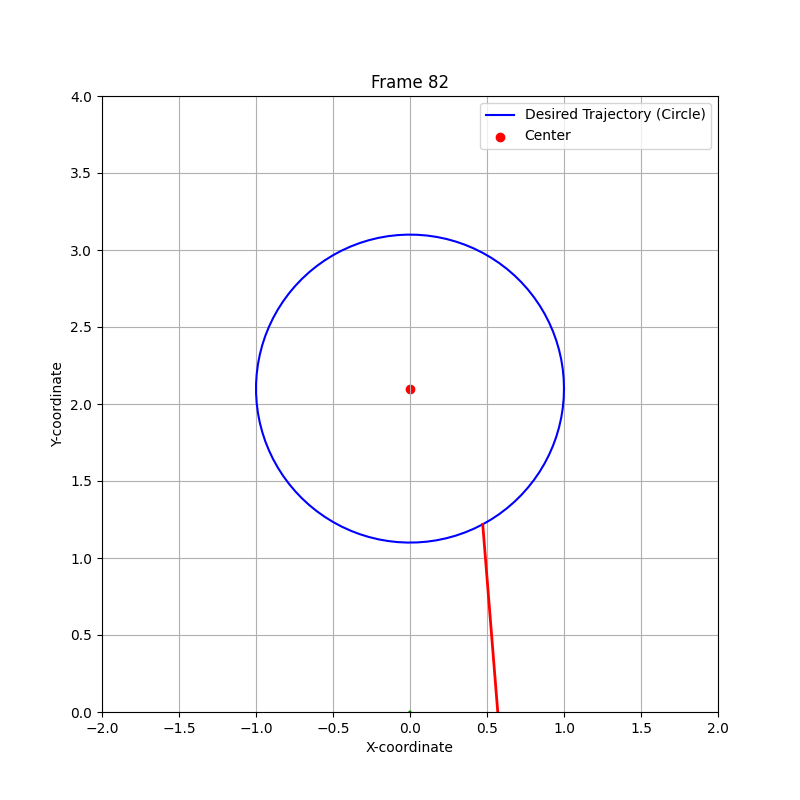 Frame 82
Desired Trajectory (Circle)
Center
4.0
3.5
3.0
2.5
2.0
1.5
1.0
0.5
0.0
Y-coordinate
−2.0 −1.5 −1.0 −0.5 0.0 0.5 1.0 1.5 2.0
X-coordinate